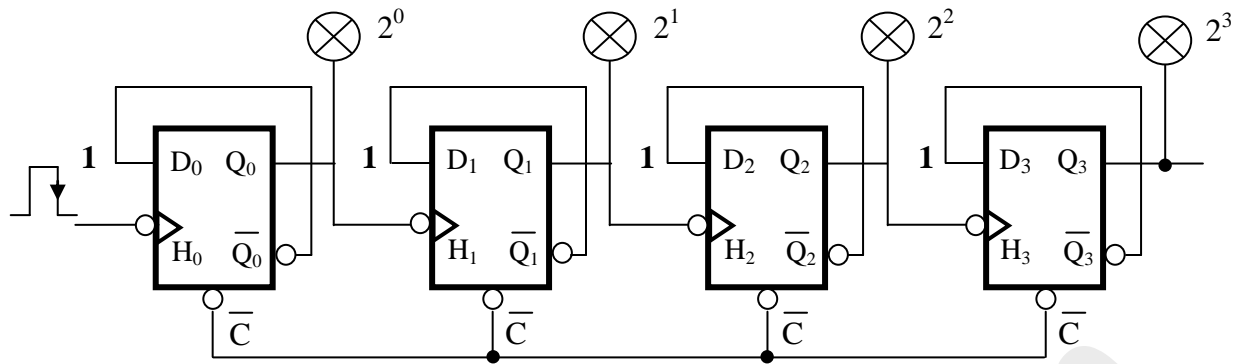 2⁰ 2¹ 2² 2³
1 D₀ Q₀ 1 D₁ Q₁ 1 D₂ Q₂ 1 D₃ Q₃
H₀ Q̅₀ H₁ Q̅₁ H₂ Q̅₂ H₃ Q̅₃
C̅ C̅ C̅ C̅